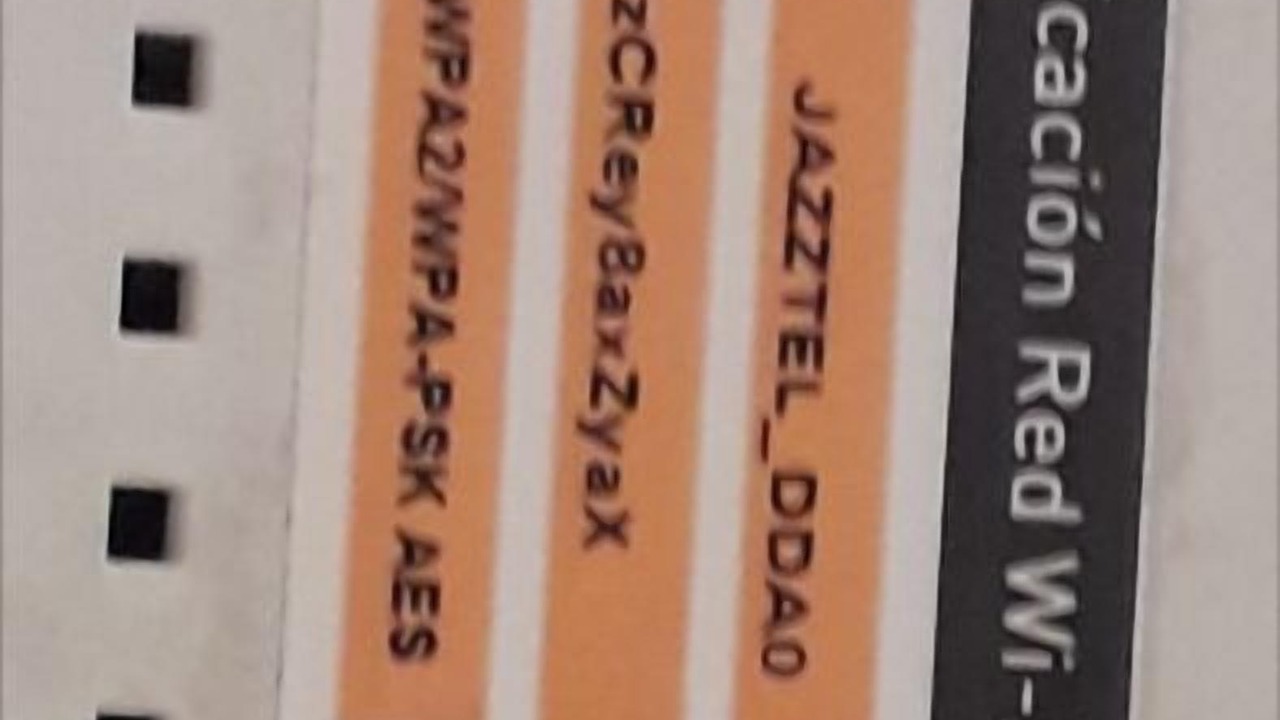 cación Red Wi-
JAZZTEL_DDA0
zCRey8axZyaX
WPA2/WPA-PSK AES